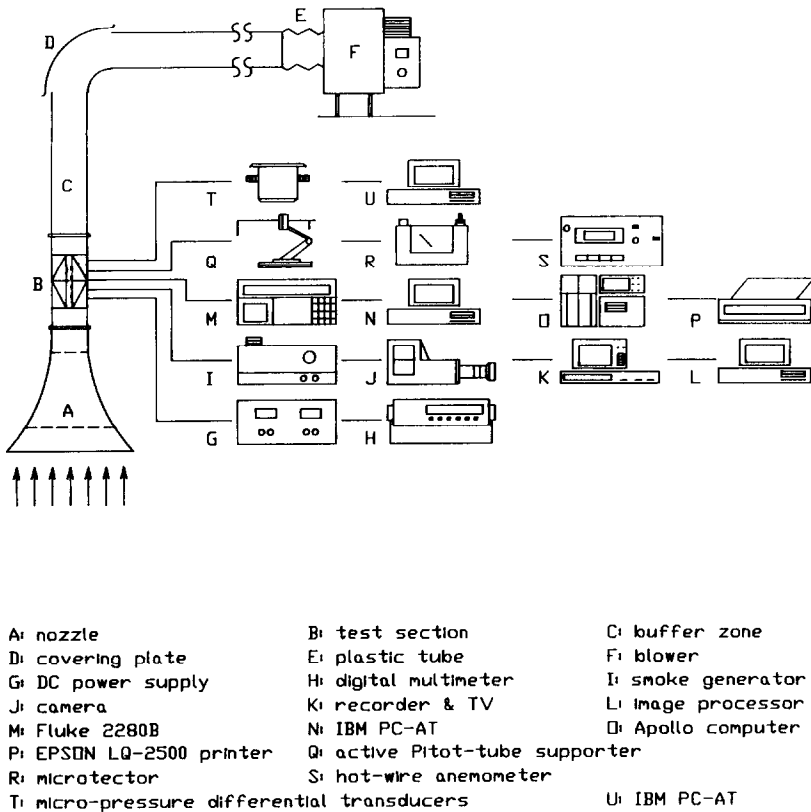 E
D
F
C
T U
Q R S
B
M N O P
I J K L
A
G H
A: nozzle B: test section C: buffer zone
D: covering plate E: plastic tube F: blower
G: DC power supply H: digital multimeter I: smoke generator
J: camera K: recorder & TV L: image processor
M: Fluke 2280B N: IBM PC-AT O: Apollo computer
P: EPSON LQ-2500 printer Q: active Pitot-tube supporter
R: microtector S: hot-wire anemometer
T: micro-pressure differential transducers U: IBM PC-AT